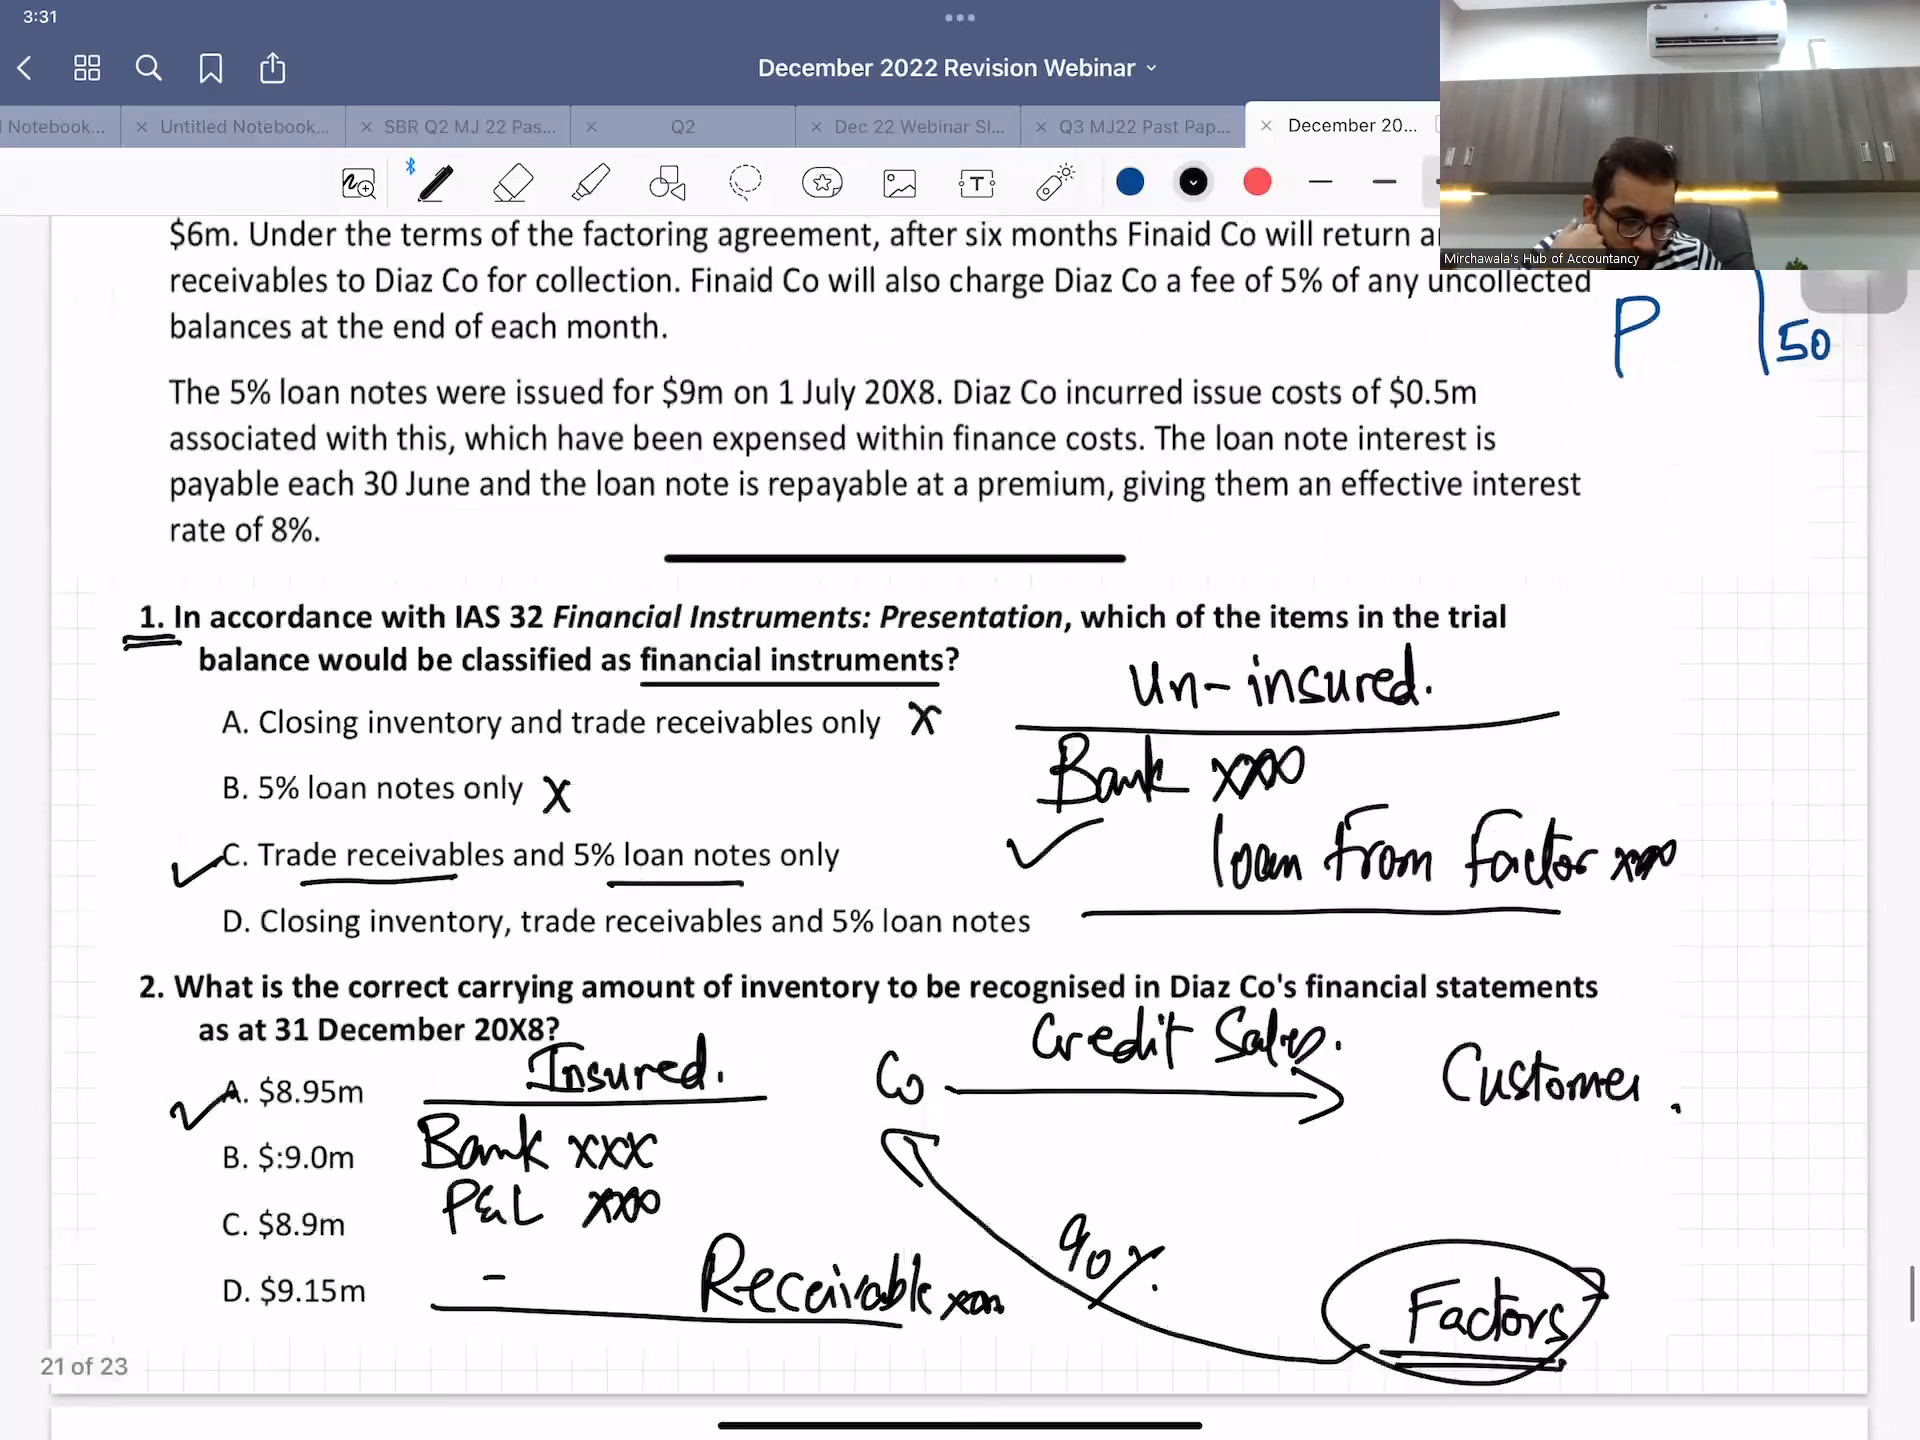 3:31
December 2022 Revision Webinar
l Notebook...
Untitled Notebook...
SBR Q2 MJ 22 Pas...
Q2
Dec 22 Webinar Sl...
Q3 MJ22 Past Pap...
December 20...
T
Mirchawala's Hub of Accountancy
$6m. Under the terms of the factoring agreement, after six months Finaid Co will return
receivables to Diaz Co for collection. Finaid Co will also charge Diaz Co a fee of 5% of any uncollected
balances at the end of each month.
P 50
The 5% loan notes were issued for $9m on 1 July 20X8. Diaz Co incurred issue costs of $0.5m
associated with this, which have been expensed within finance costs. The loan note interest is
payable each 30 June and the loan note is repayable at a premium, giving them an effective interest
rate of 8%.
1. In accordance with IAS 32 Financial Instruments: Presentation, which of the items in the trial
balance would be classified as financial instruments?
Un-insured.
A. Closing inventory and trade receivables only X
Bank xxx
B. 5% loan notes only X
C. Trade receivables and 5% loan notes only
loan from factor xxx
D. Closing inventory, trade receivables and 5% loan notes
2. What is the correct carrying amount of inventory to be recognised in Diaz Co's financial statements
as at 31 December 20X8?
Insured.
Co
Credit Sales.
Customer.
A. $8.95m
Bank xxx
B. $:9.0m
P&L xxx
C. $8.9m
90%.
Receivable xxx
D. $9.15m
Factors
21 of 23